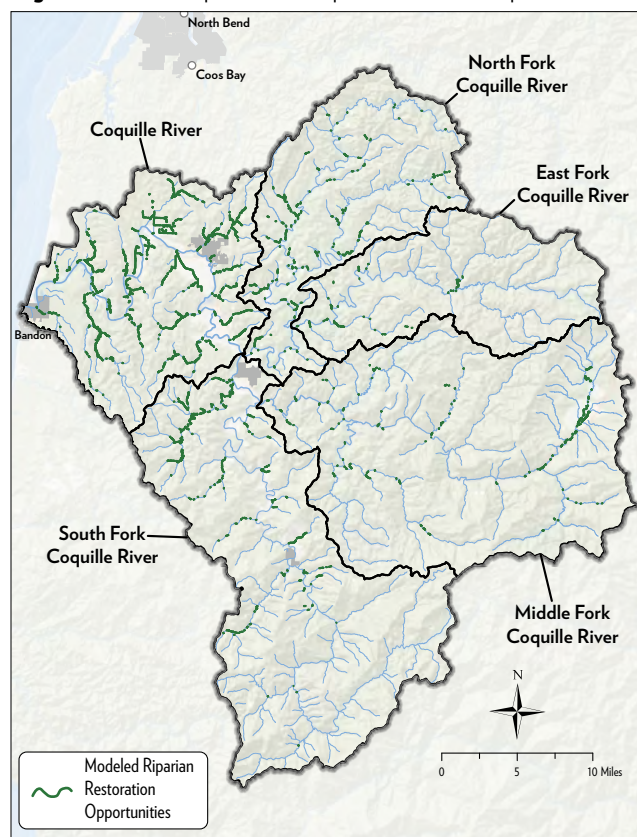 North Bend
Coos Bay
North Fork
Coquille River
Coquille River
East Fork
Coquille River
Bandon
South Fork
Coquille River
Middle Fork
Coquille River
N
0 5 10 Miles
Modeled Riparian
Restoration
Opportunities